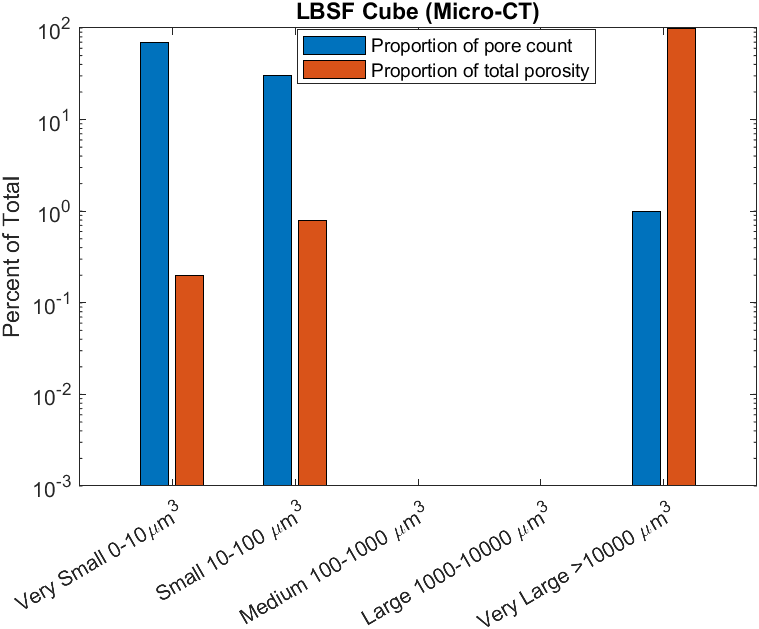 LBSF Cube (Micro-CT)
Proportion of pore count
Proportion of total porosity
Percent of Total
10²
10¹
10⁰
10⁻¹
10⁻²
10⁻³
Very Small 0-10μm³
Small 10-100 μm³
Medium 100-1000 μm³
Large 1000-10000 μm³
Very Large >10000 μm³